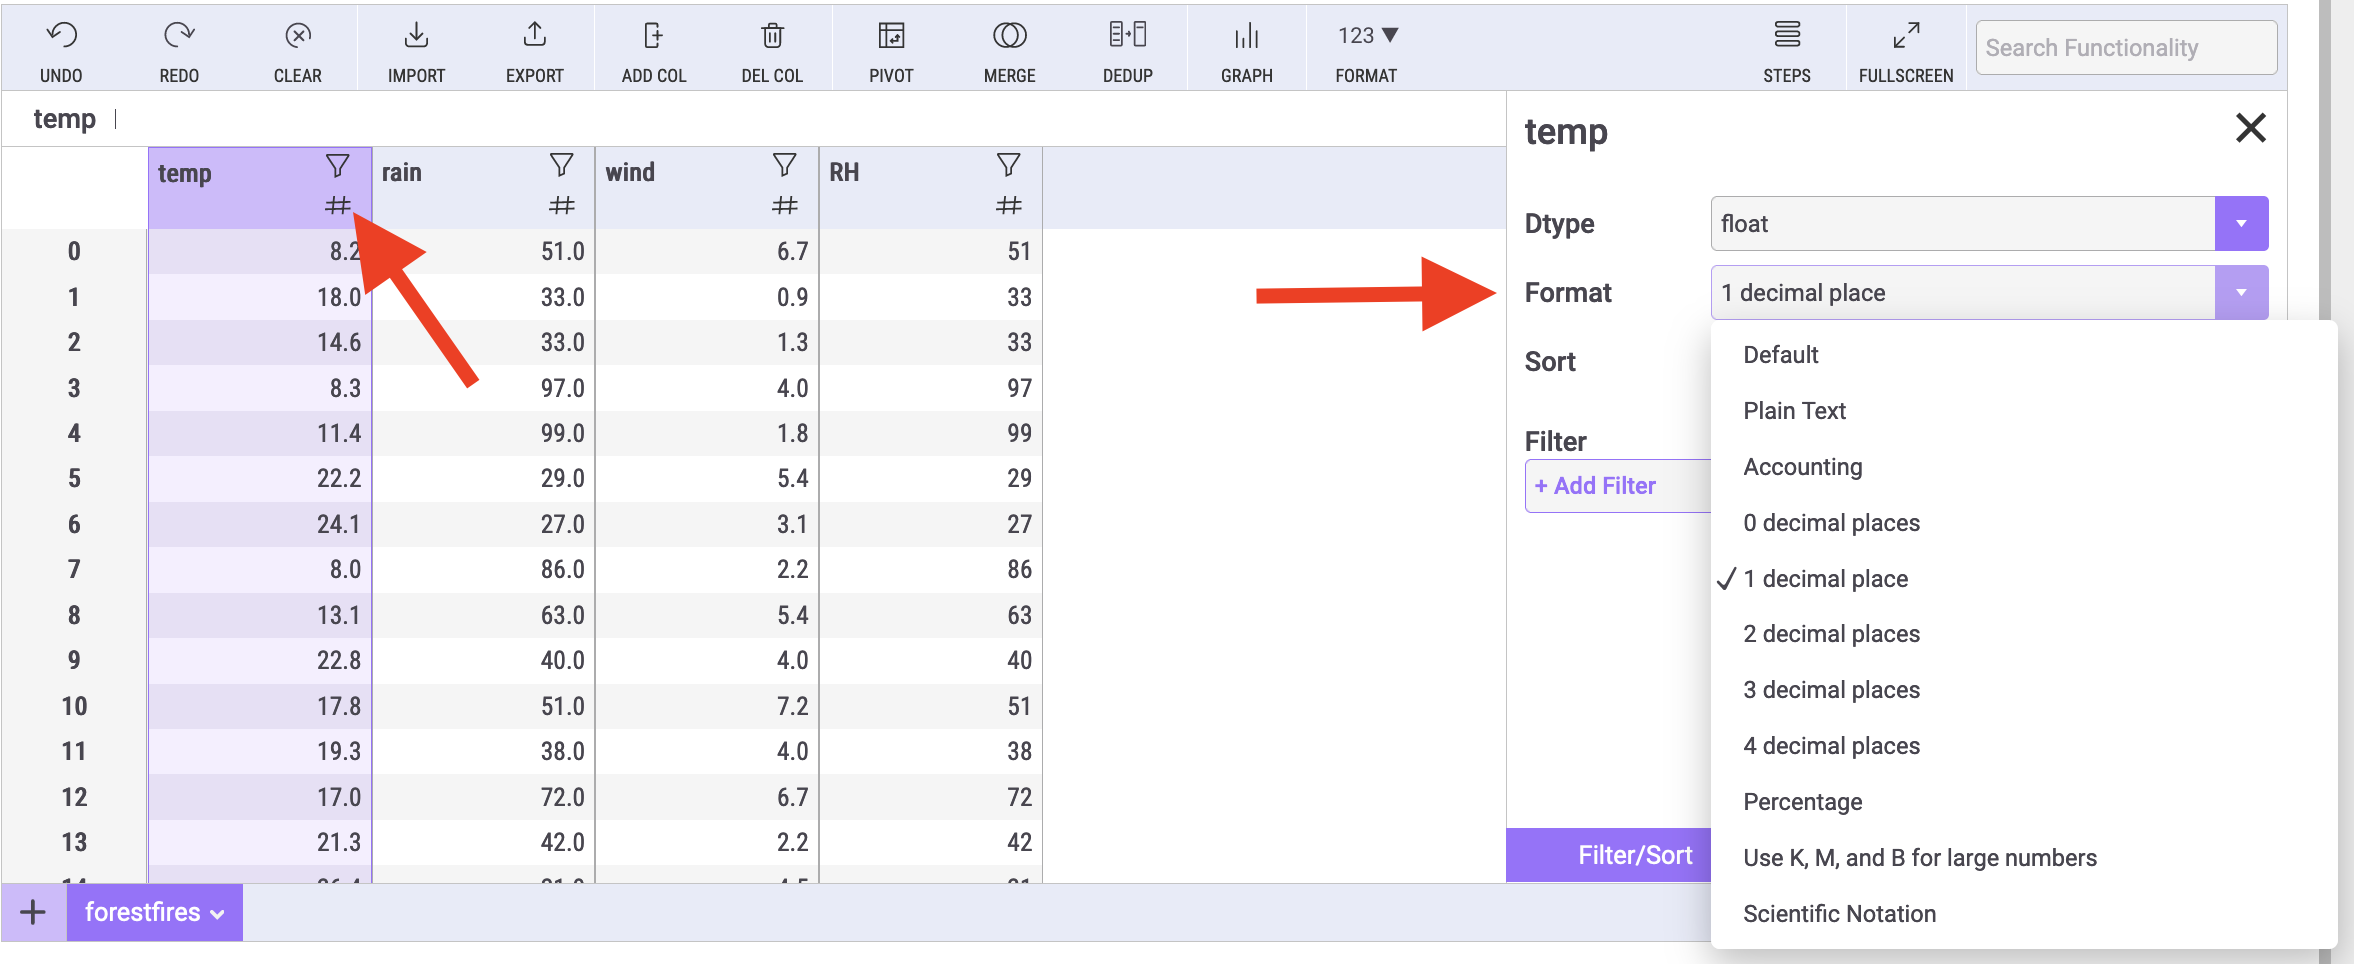 UNDO REDO CLEAR IMPORT EXPORT ADD COL DEL COL PIVOT MERGE DEDUP GRAPH 123 ▼ FORMAT STEPS FULLSCREEN Search Functionality
temp
temp rain wind RH
0 8.2 51.0 6.7 51
1 18.0 33.0 0.9 33
2 14.6 33.0 1.3 33
3 8.3 97.0 4.0 97
4 11.4 99.0 1.8 99
5 22.2 29.0 5.4 29
6 24.1 27.0 3.1 27
7 8.0 86.0 2.2 86
8 13.1 63.0 5.4 63
9 22.8 40.0 4.0 40
10 17.8 51.0 7.2 51
11 19.3 38.0 4.0 38
12 17.0 72.0 6.7 72
13 21.3 42.0 2.2 42
+ forestfires
temp
Dtype float
Format 1 decimal place
Sort
Filter
+ Add Filter
Filter/Sort
Default
Plain Text
Accounting
0 decimal places
✓ 1 decimal place
2 decimal places
3 decimal places
4 decimal places
Percentage
Use K, M, and B for large numbers
Scientific Notation